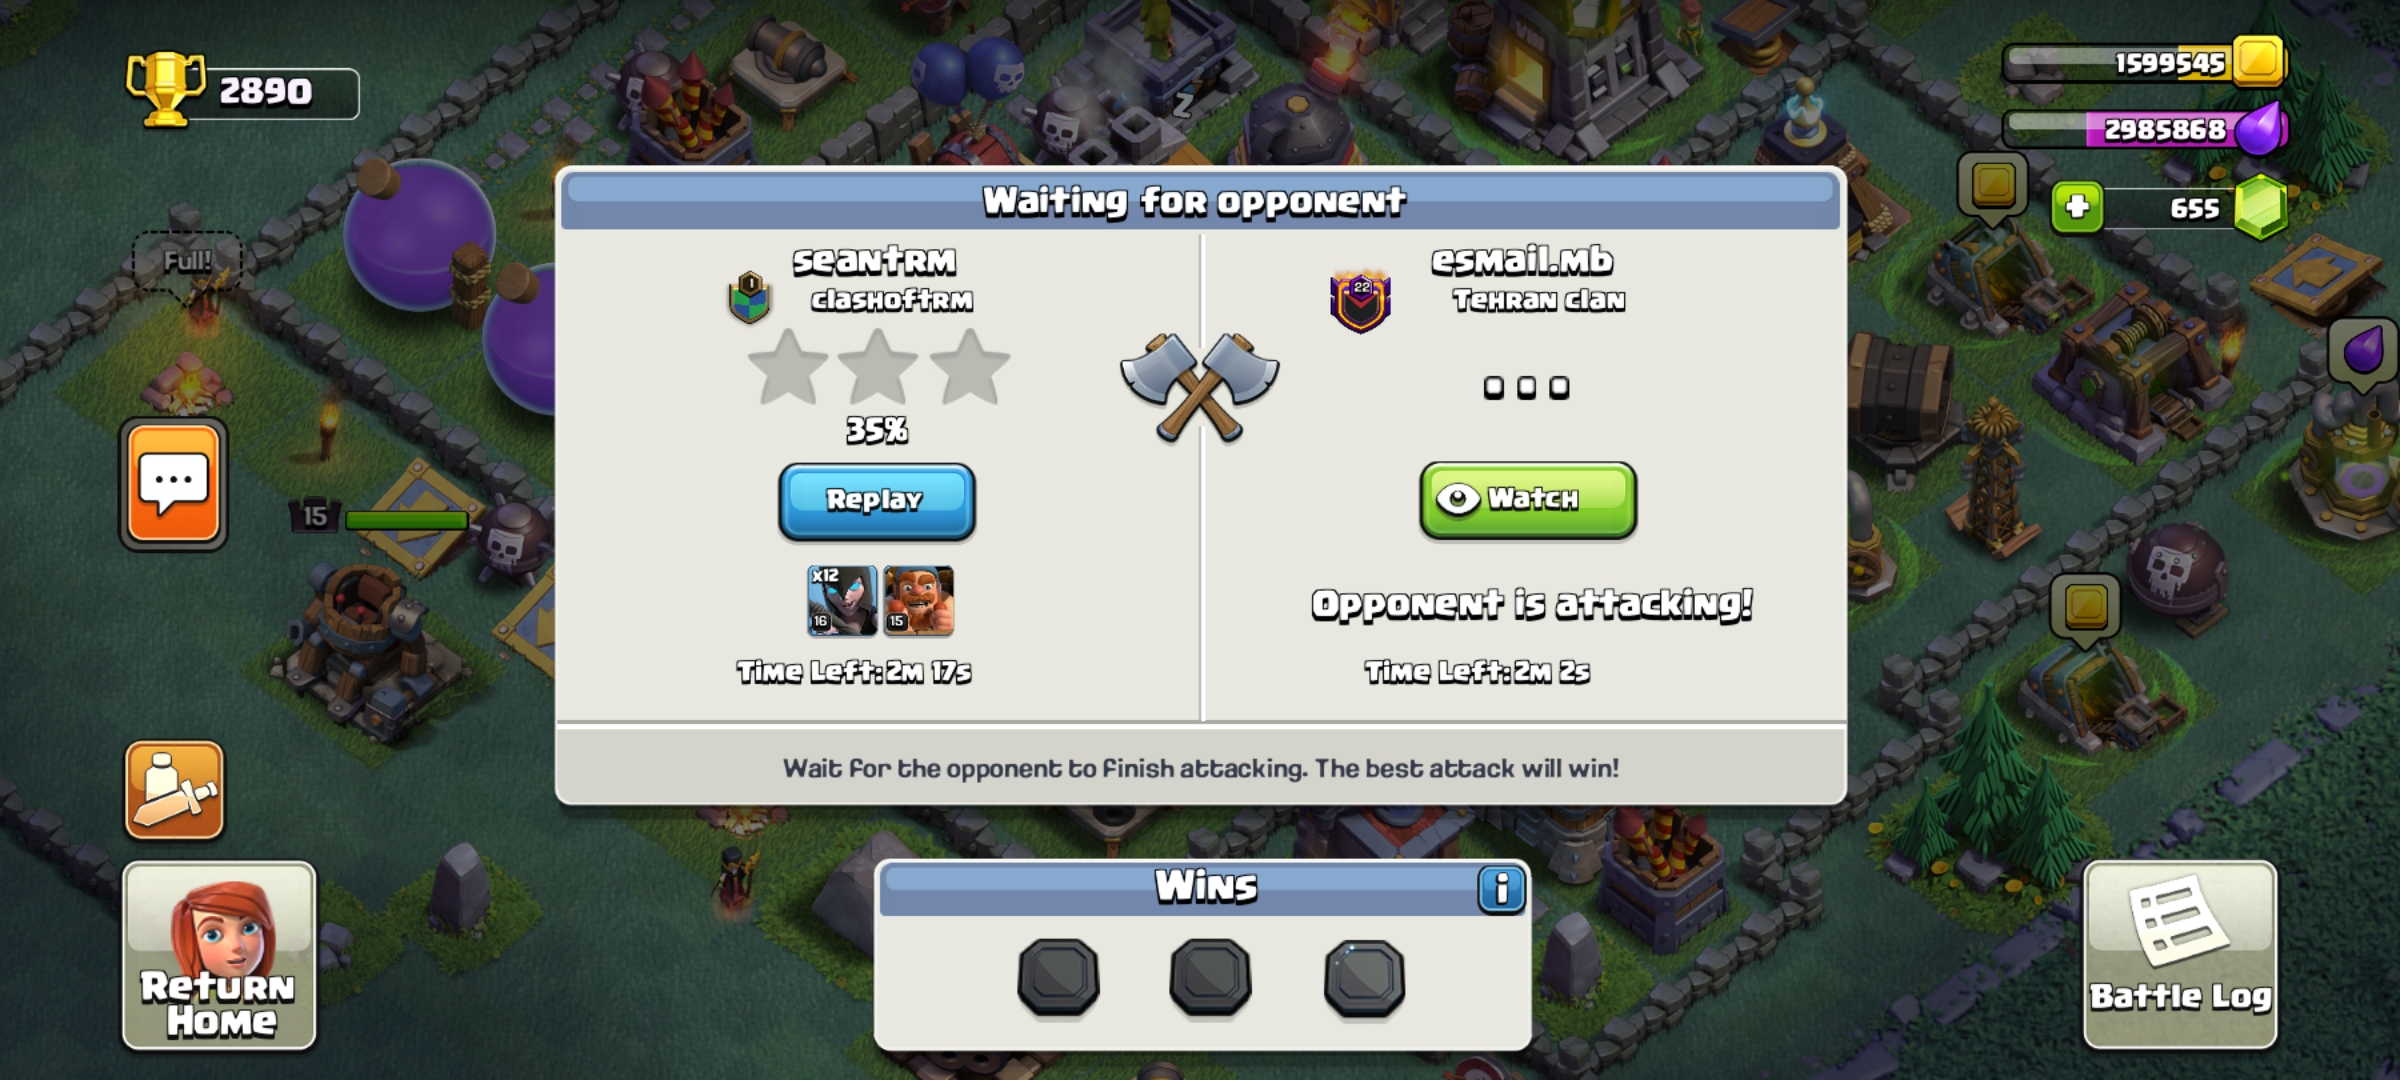 2890
1599545
2985868
655
Full!
15
Waiting for opponent
seantrm
1
clashoftrm
35%
Replay
x12
16
15
Time Left: 2m 17s
esmail.mb
22
Tehran clan
Watch
Opponent is attacking!
Time Left: 2m 2s
Wait for the opponent to finish attacking. The best attack will win!
Wins
i
Return
Home
Battle Log
z
Z